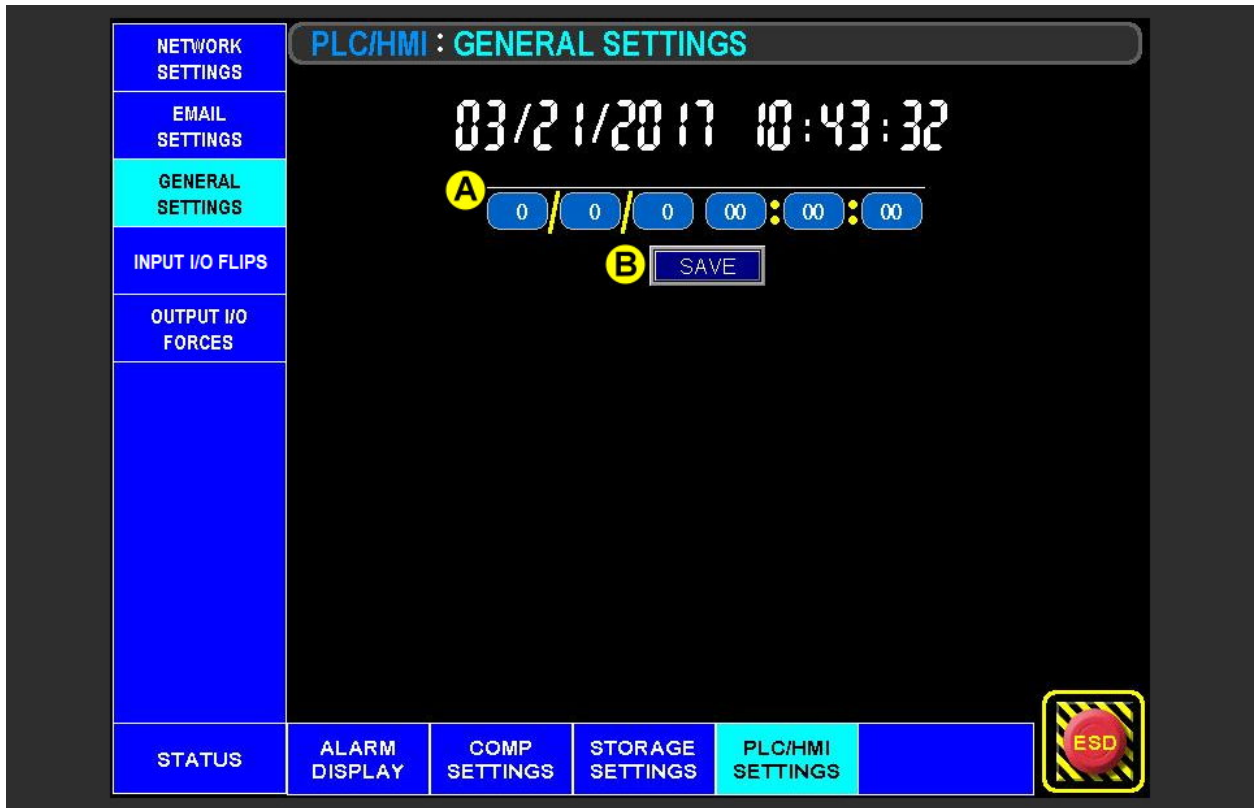 NETWORK
SETTINGS
PLC/HMI : GENERAL SETTINGS
EMAIL
SETTINGS
03/21/2017 10:43:32
GENERAL
SETTINGS
A
0 / 0 / 0 00 : 00 : 00
INPUT I/O FLIPS
B SAVE
OUTPUT I/O
FORCES
STATUS
ALARM
DISPLAY
COMP
SETTINGS
STORAGE
SETTINGS
PLC/HMI
SETTINGS
ESD